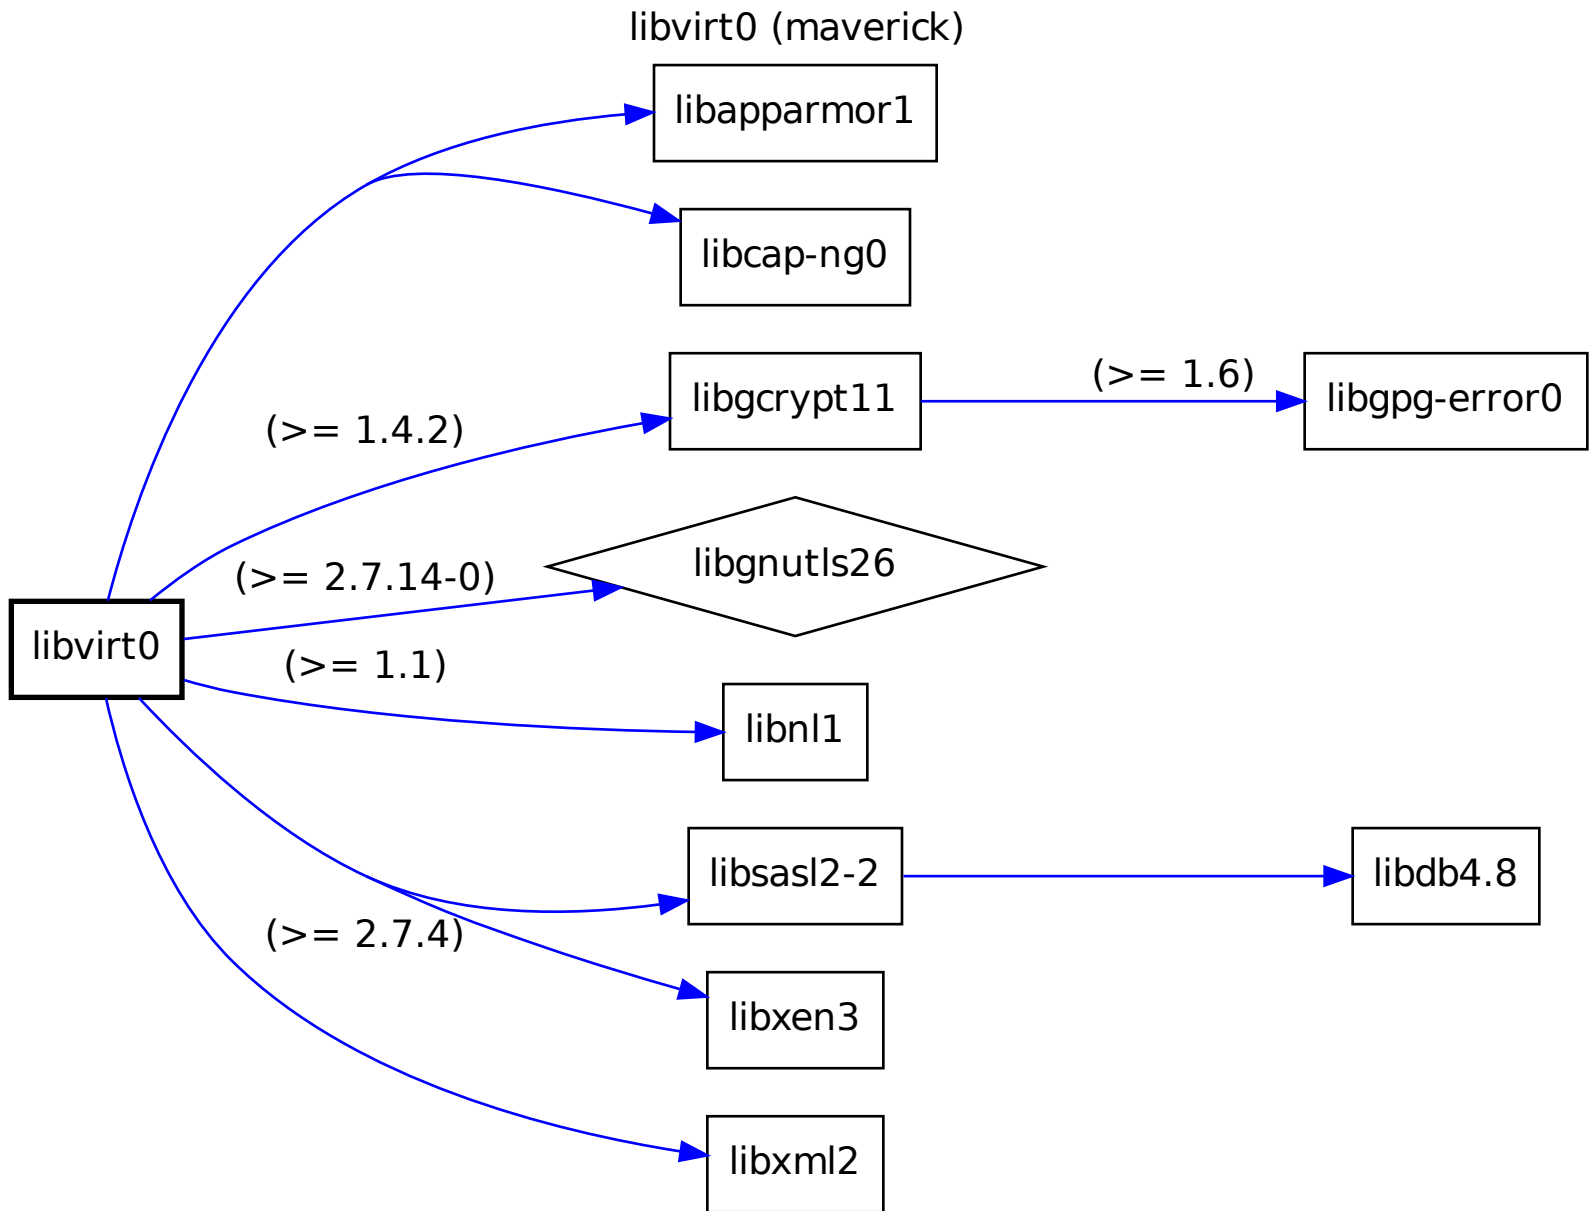 libvirt0 (maverick)
libapparmor1
libcap-ng0
(>= 1.6)
libgcrypt11
libgpg-error0
(>= 1.4.2)
libgnutls26
(>= 2.7.14-0)
libvirt0
(>= 1.1)
libnl1
libsasl2-2
libdb4.8
(>= 2.7.4)
libxen3
libxml2